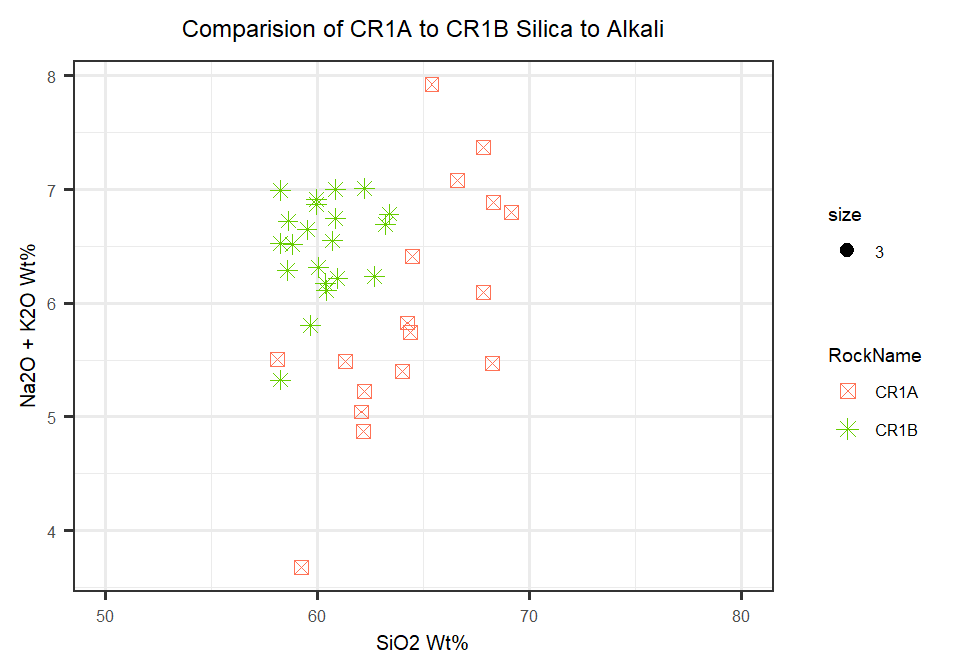 Comparision of CR1A to CR1B Silica to Alkali
8
7
6
5
4
Na2O + K2O Wt%
50 60 70 80
SiO2 Wt%
size
3
RockName
CR1A
CR1B